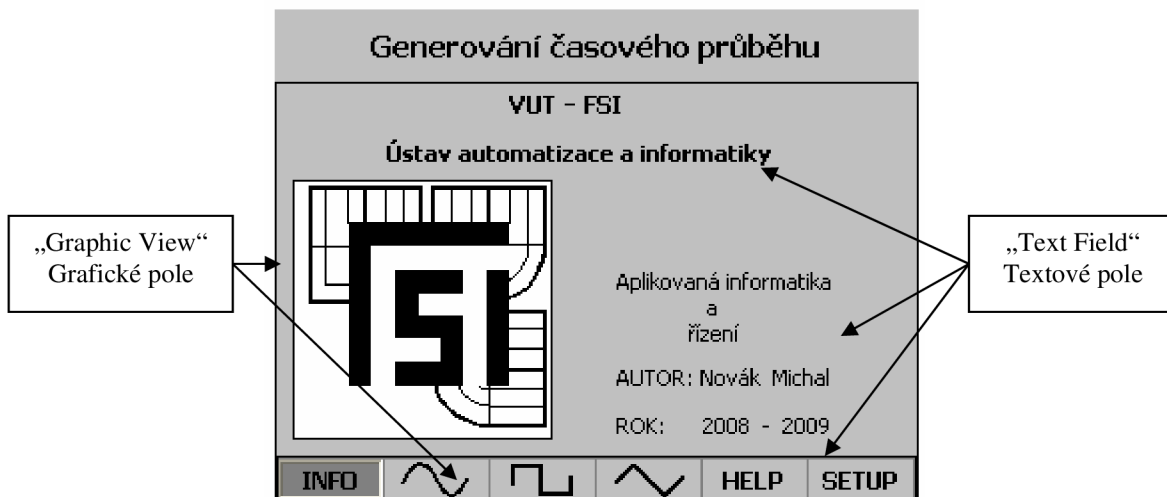 Generování časového průběhu
VUT - FSI
Ústav automatizace a informatiky
„Graphic View“
Grafické pole
„Text Field“
Textové pole
FSI
Aplikovaná informatika
a
řízení
AUTOR: Novák Michal
ROK: 2008 - 2009
INFO HELP SETUP